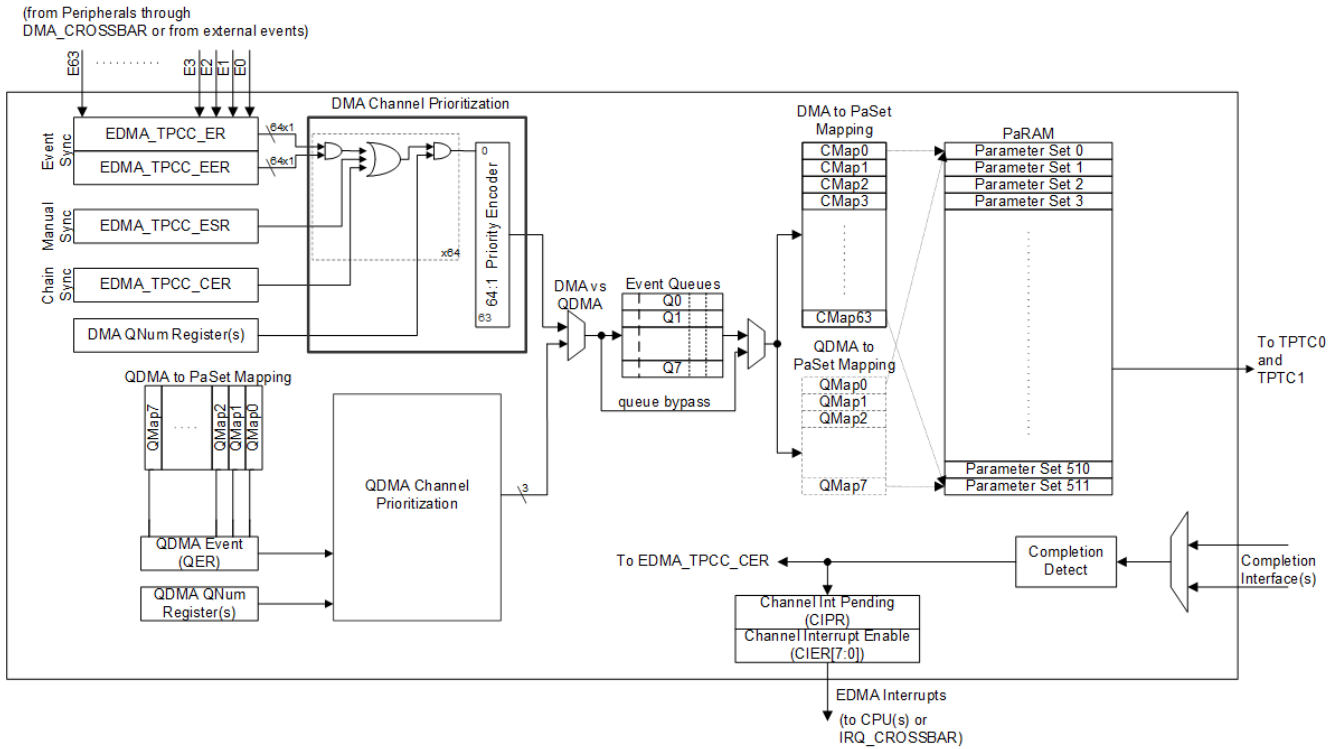 (from Peripherals through
DMA_CROSSBAR or from external events)
E63
E3
E2
E1
E0
DMA Channel Prioritization
Event
Sync
EDMA_TPCC_ER
64x1
EDMA_TPCC_EER
64x1
Manual
Sync
EDMA_TPCC_ESR
Chain
Sync
EDMA_TPCC_CER
DMA QNum Register(s)
x64
0
64:1 Priority Encoder
63
QDMA to PaSet Mapping
QMap7
QMap2
QMap1
QMap0
QDMA Event
(QER)
QDMA QNum
Register(s)
QDMA Channel
Prioritization
3
DMA vs
QDMA
Event Queues
Q0
Q1
Q7
queue bypass
DMA to PaSet
Mapping
CMap0
CMap1
CMap2
CMap3
CMap63
QDMA to
PaSet Mapping
QMap0
QMap1
QMap2
QMap7
PaRAM
Parameter Set 0
Parameter Set 1
Parameter Set 2
Parameter Set 3
Parameter Set 510
Parameter Set 511
To TPTC0
and
TPTC1
To EDMA_TPCC_CER
Completion
Detect
Completion
Interface(s)
Channel Int Pending
(CIPR)
Channel Interrupt Enable
(CIER[7:0])
EDMA Interrupts
(to CPU(s) or
IRQ_CROSSBAR)